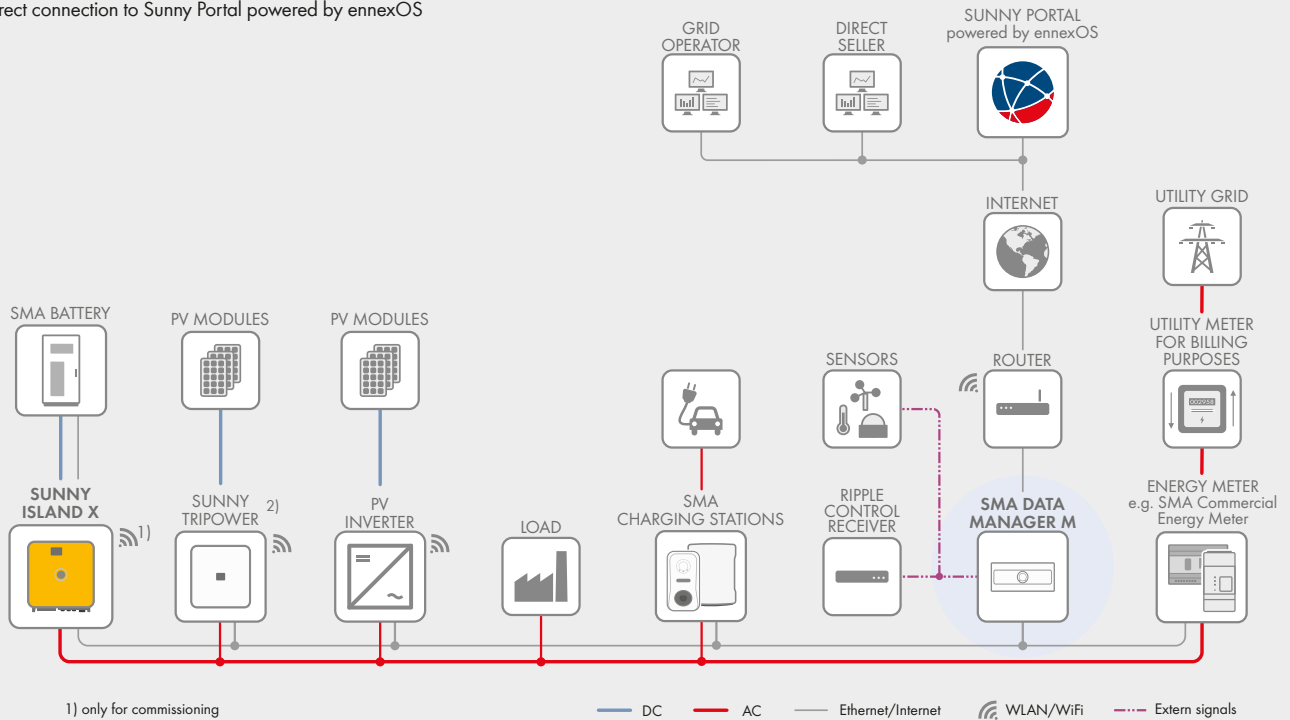 rect connection to Sunny Portal powered by ennexOS
SUNNY PORTAL
powered by ennexOS
GRID
OPERATOR
DIRECT
SELLER
INTERNET
UTILITY GRID
SMA BATTERY
PV MODULES
PV MODULES
SENSORS
ROUTER
UTILITY METER
FOR BILLING
PURPOSES
002938
SUNNY
ISLAND X
1)
SUNNY
TRIPOWER 2)
PV
INVERTER
LOAD
SMA
CHARGING STATIONS
RIPPLE
CONTROL
RECEIVER
SMA DATA
MANAGER M
ENERGY METER
e.g. SMA Commercial
Energy Meter
1) only for commissioning
DC
AC
Ethernet/Internet
WLAN/WiFi
Extern signals